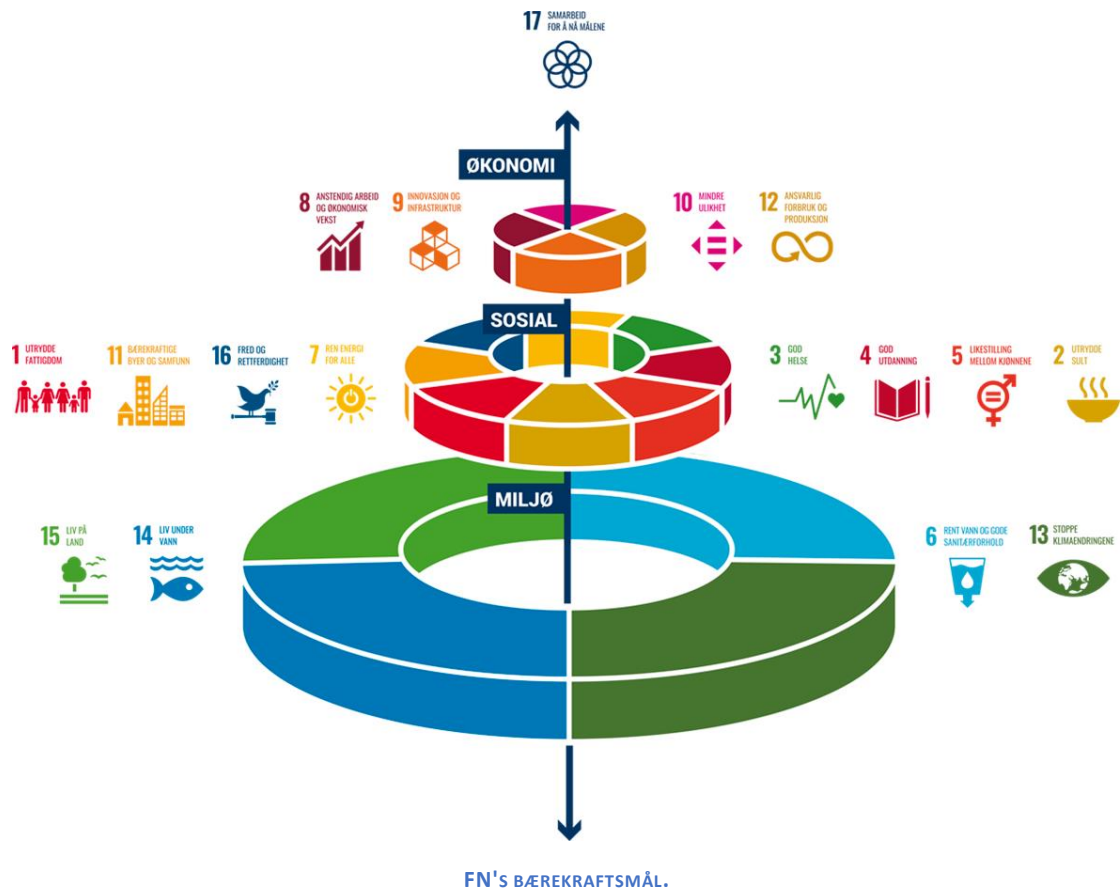 17 SAMARBEID
FOR Å NÅ MÅLENE
ØKONOMI
8 ANSTENDIG ARBEID
OG ØKONOMISK
VEKST
9 INNOVASJON OG
INFRASTRUKTUR
10 MINDRE
ULIKHET
12 ANSVARLIG
FORBRUK OG
PRODUKSJON
SOSIAL
1 UTRYDDE
FATTIGDOM
11 BÆREKRAFTIGE
BYER OG SAMFUNN
16 FRED OG
RETTFERDIGHET
7 REN ENERGI
FOR ALLE
3 GOD
HELSE
4 GOD
UTDANNING
5 LIKESTILLING
MELLOM KJØNNENE
2 UTRYDDE
SULT
MILJØ
15 LIV PÅ
LAND
14 LIV UNDER
VANN
6 RENT VANN OG GODE
SANITÆRFORHOLD
13 STOPPE
KLIMAENDRINGENE
FN'S BÆREKRAFTSMÅL.